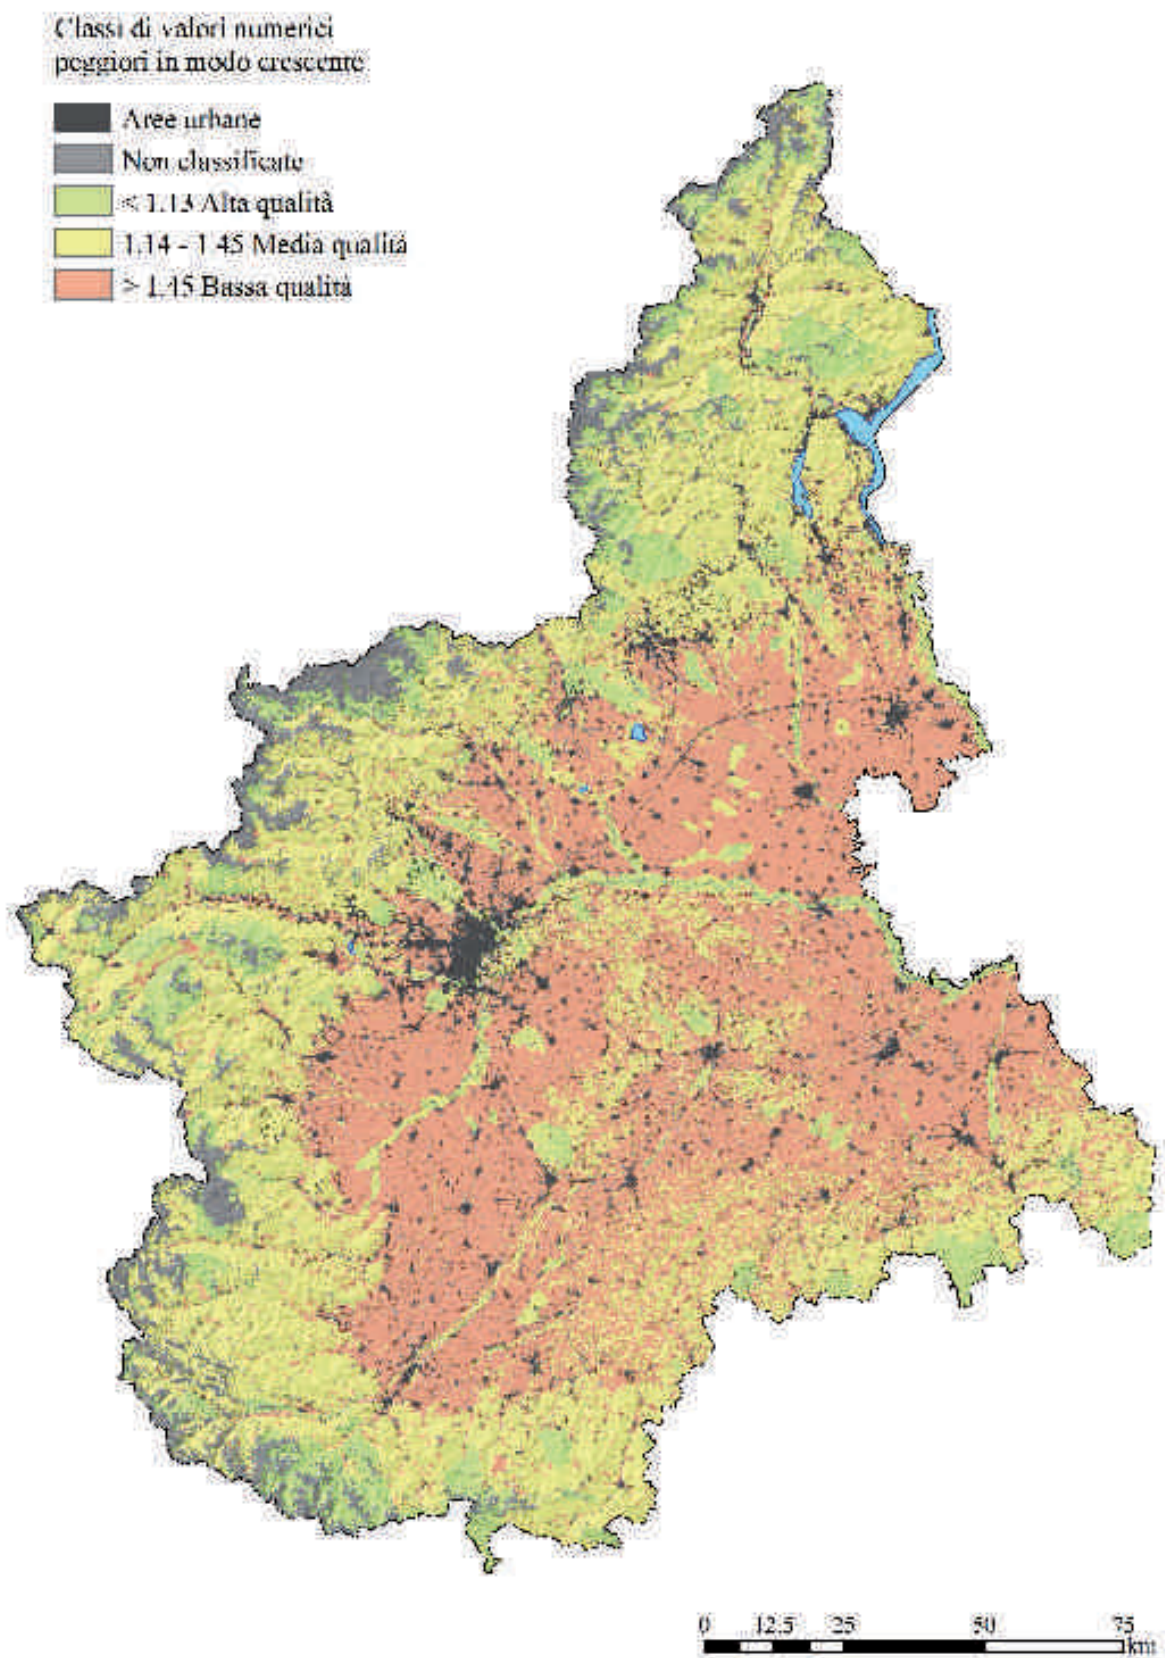 Classi di valori numerici
peggiori in modo crescente
Aree urbane
Non classificate
< 1.13 Alta qualità
1.14 - 1.45 Media qualità
> 1.45 Bassa qualità
0 12.5 25 50 75
km